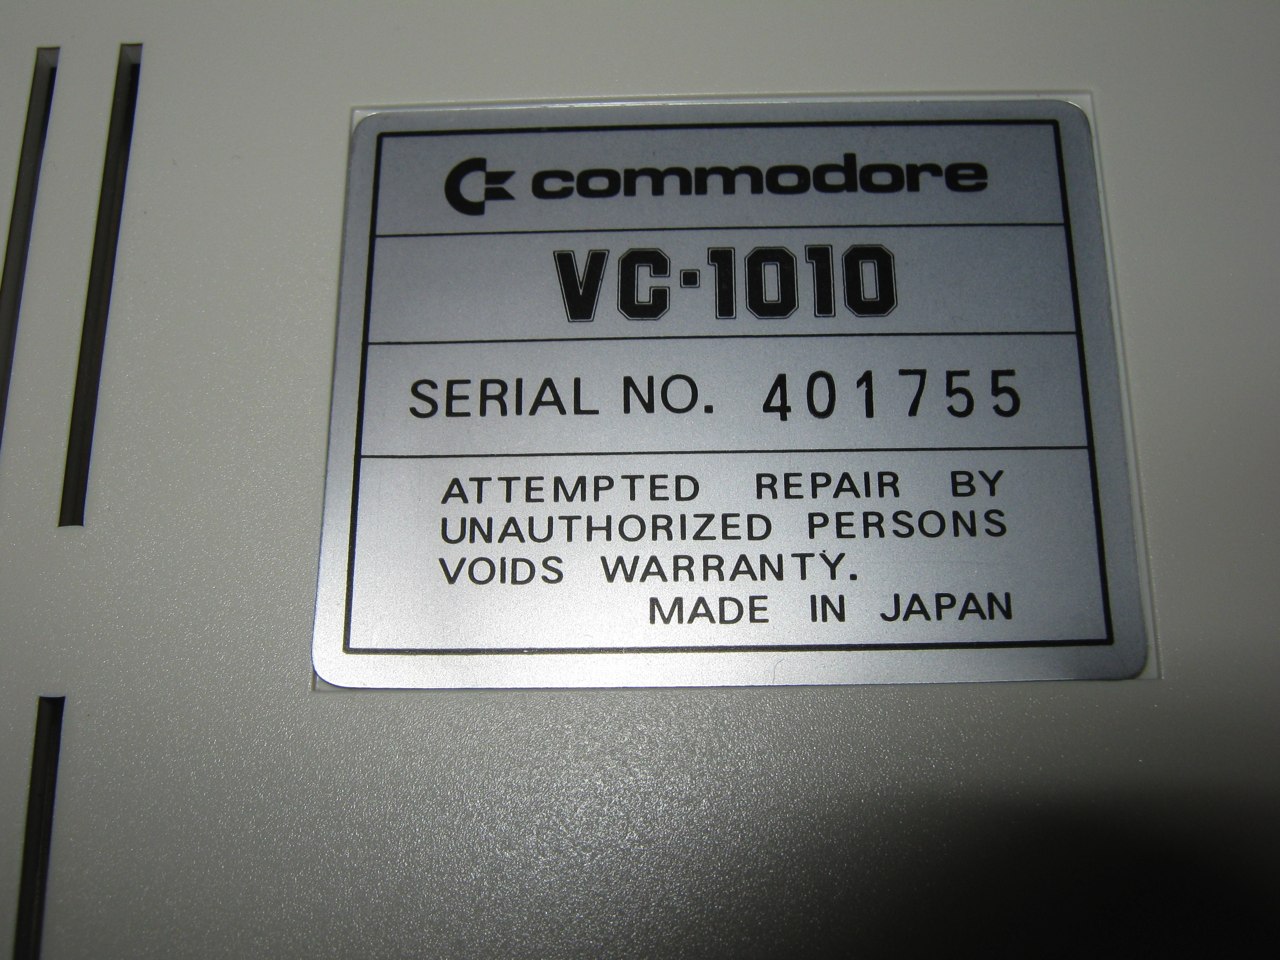 commodore
VC-1010
SERIAL NO. 401755
ATTEMPTED REPAIR BY
UNAUTHORIZED PERSONS
VOIDS WARRANTY.
MADE IN JAPAN